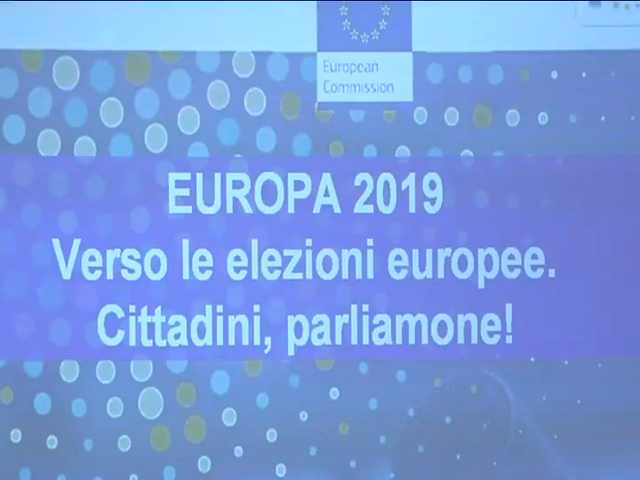 European
Commission
EUROPA 2019
Verso le elezioni europee.
Cittadini, parliamone!